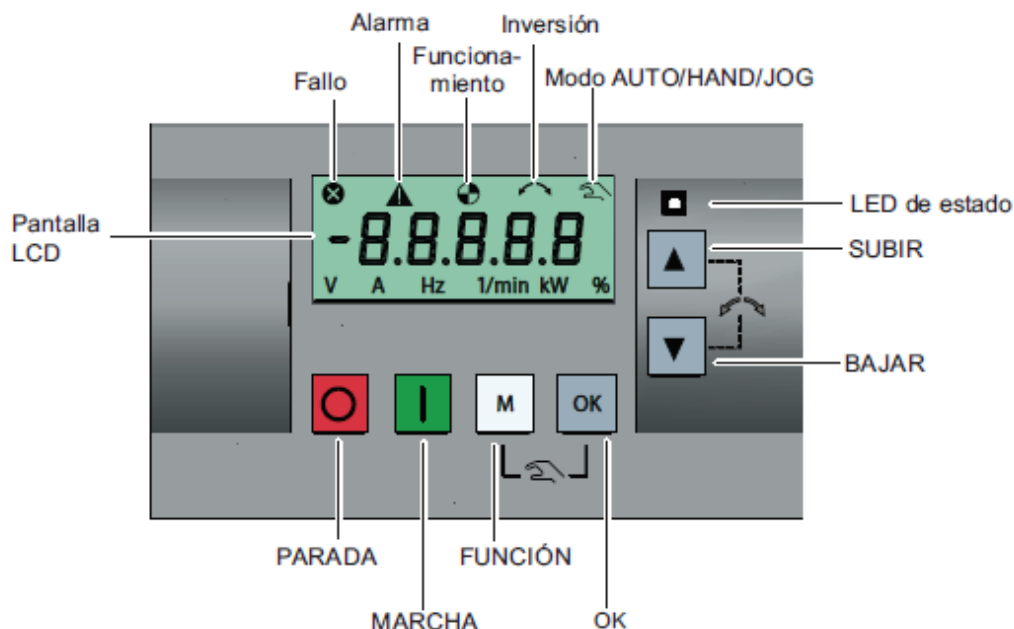 Alarma
Inversión
Funciona-
miento
Fallo
Modo AUTO/HAND/JOG
Pantalla
LCD
-8.8.8.8.8
V A Hz 1/min kW %
LED de estado
SUBIR
BAJAR
M
OK
PARADA
FUNCIÓN
MARCHA
OK